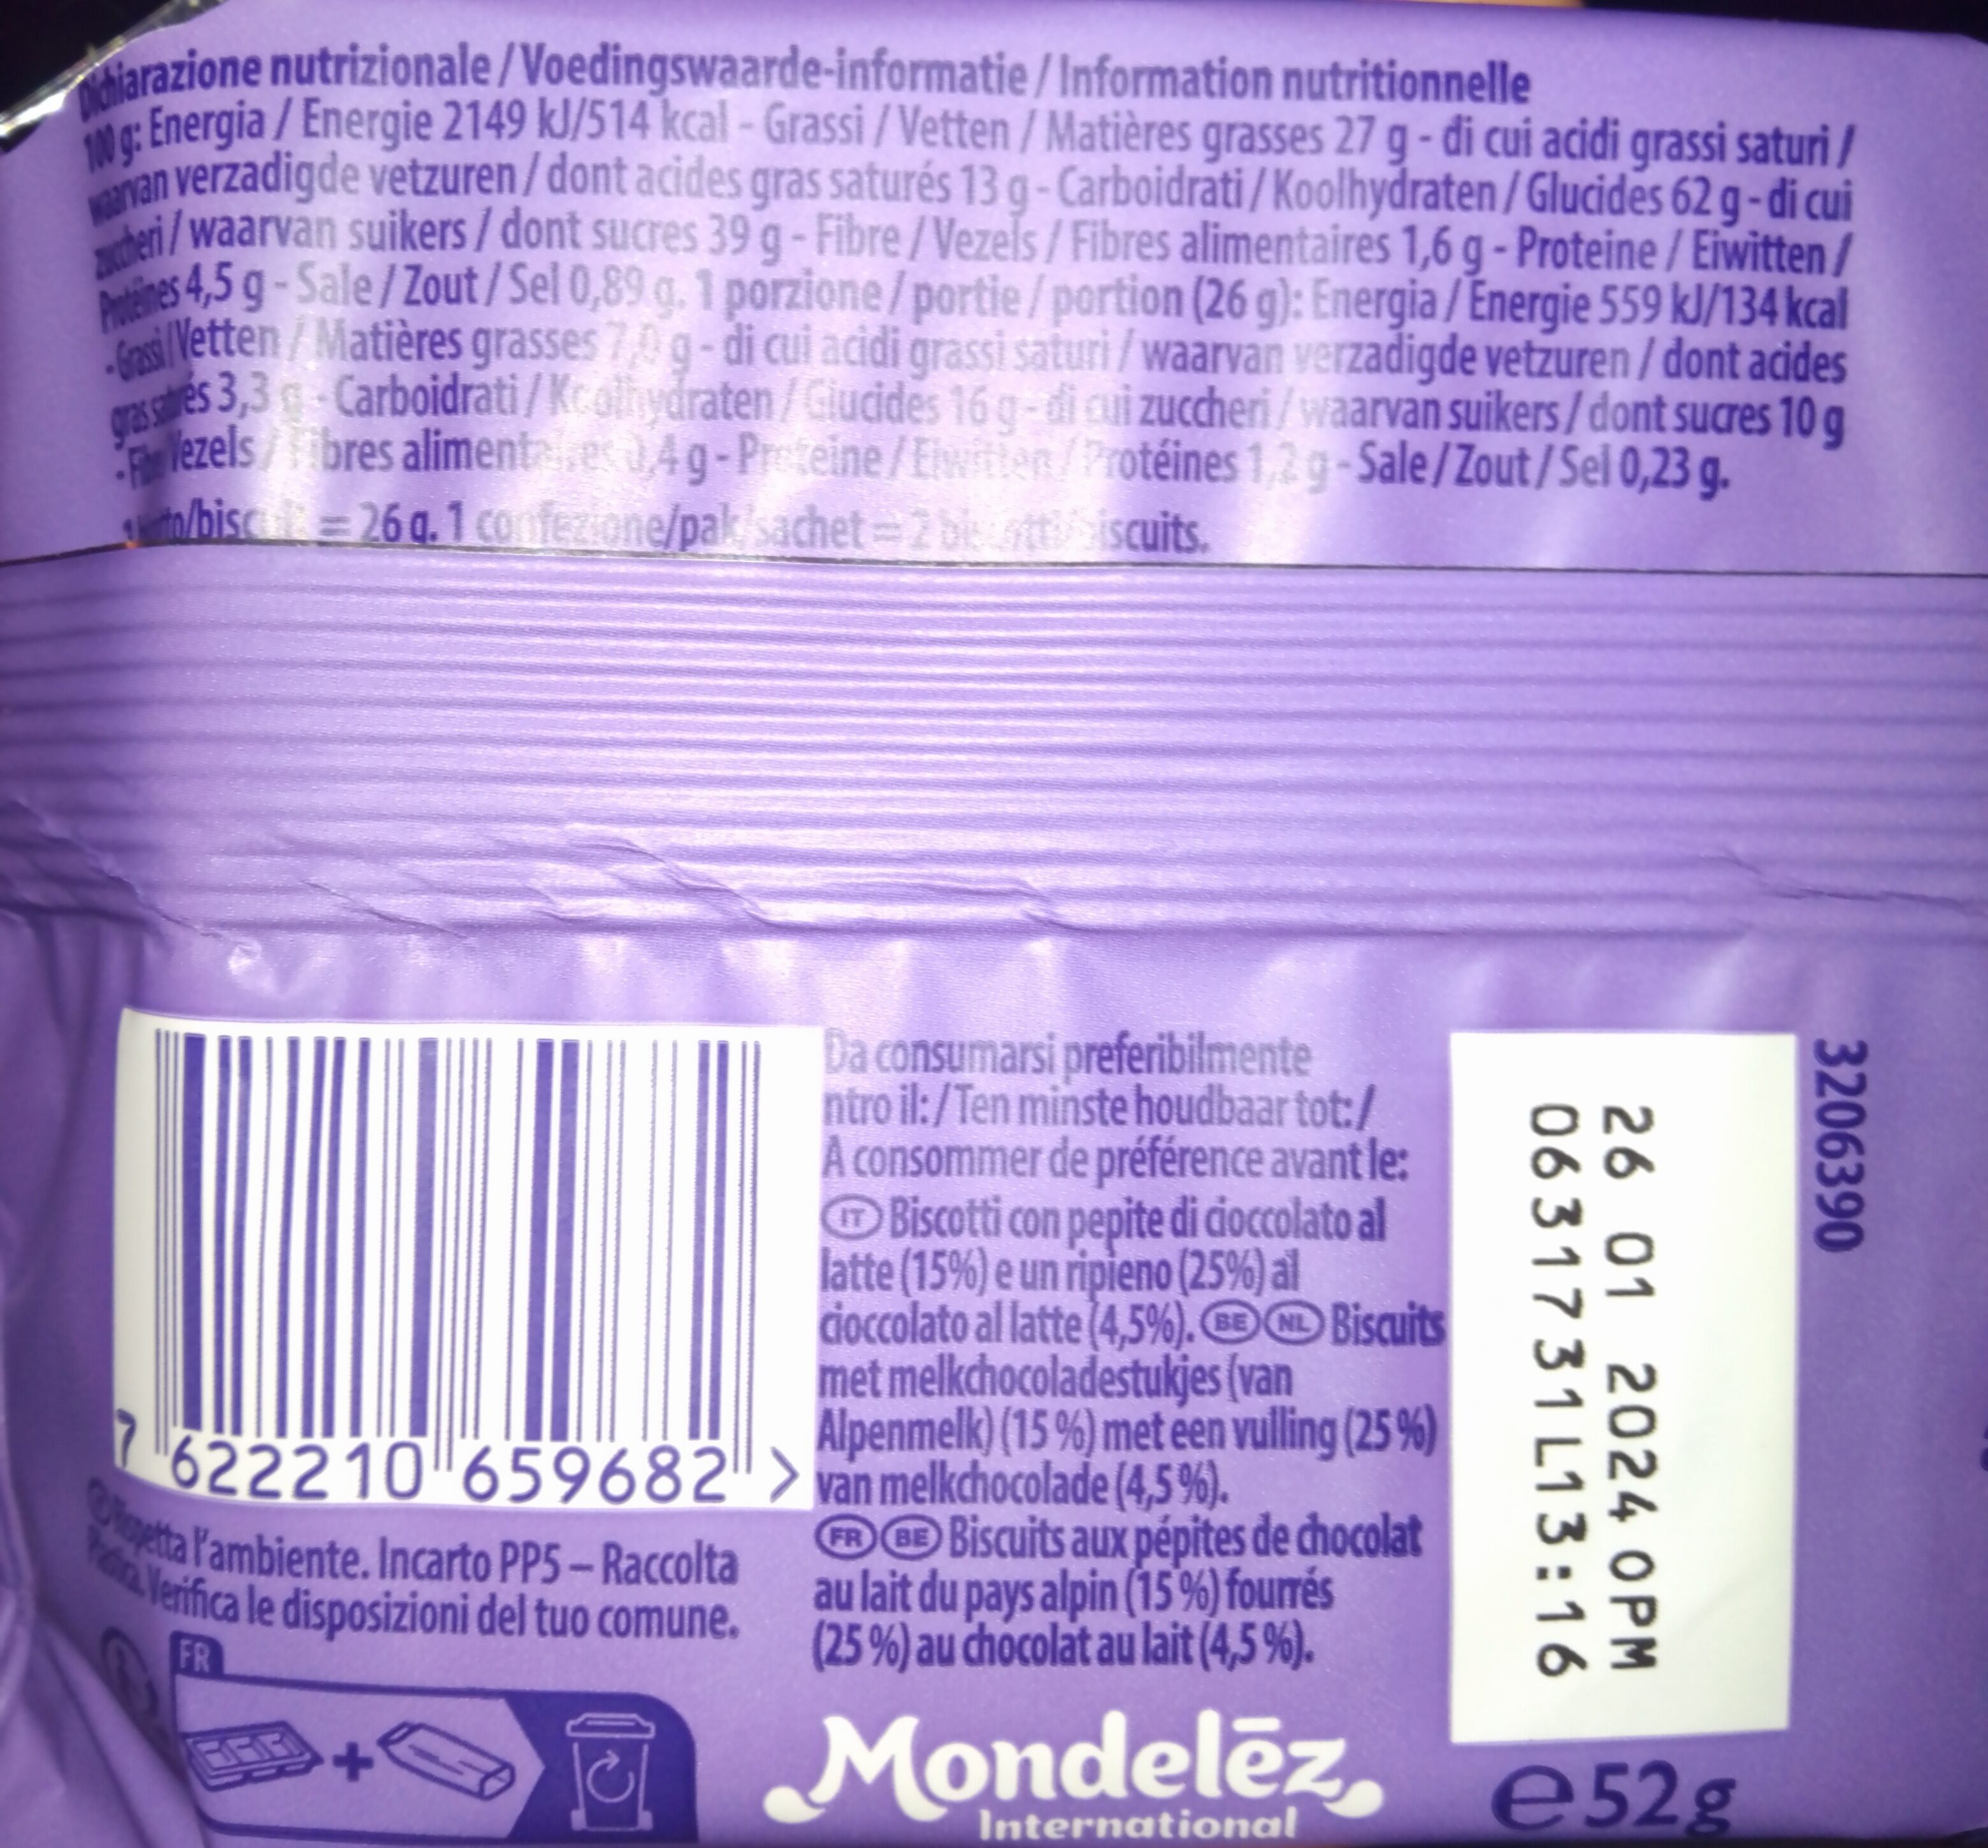 Dichiarazione nutrizionale / Voedingswaarde-informatie / Information nutritionnelle
100 g: Energia / Energie 2149 kJ/514 kcal - Grassi / Vetten / Matières grasses 27 g - di cui acidi grassi saturi /
waarvan verzadigde vetzuren / dont acides gras saturés 13 g - Carboidrati / Koolhydraten / Glucides 62 g - di cui
zuccheri / waarvan suikers / dont sucres 39 g - Fibre / Vezels / Fibres alimentaires 1,6 g - Proteine / Eiwitten /
Protéines 4,5 g - Sale / Zout / Sel 0,89 g. 1 porzione / portie / portion (26 g): Energia / Energie 559 kJ/134 kcal
- Grassi / Vetten / Matières grasses 7,0 g - di cui acidi grassi saturi / waarvan verzadigde vetzuren / dont acides
gras saturés 3,3 g - Carboidrati / Koolhydraten / Glucides 16 g - di cui zuccheri / waarvan suikers / dont sucres 10 g
- Fibre / Vezels / Fibres alimentaires 0,4 g - Proteine / Eiwitten / Protéines 1,2 g - Sale / Zout / Sel 0,23 g.
= 26 g. 1 confezione/pak/sachet = 2 biscotti/biscuits.
7 622210 659682 >
Rispetta l'ambiente. Incarto PP5 – Raccolta
Plastica. Verifica le disposizioni del tuo comune.
FR
Da consumarsi preferibilmente
ntro il: / Ten minste houdbaar tot: /
A consommer de préférence avant le:
IT Biscotti con pepite di cioccolato al
latte (15%) e un ripieno (25%) al
cioccolato al latte (4,5%). BE NL Biscuits
met melkchocoladestukjes (van
Alpenmelk) (15 %) met een vulling (25 %)
van melkchocolade (4,5 %).
FR BE Biscuits aux pépites de chocolat
au lait du pays alpin (15 %) fourrés
(25 %) au chocolat au lait (4,5 %).
Mondelēz
International
26 01 2024 OPM
0631731L13:16
3206390
e 52g